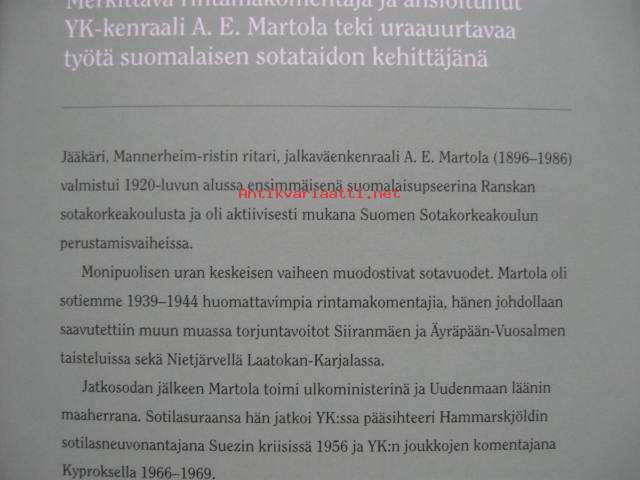 Merkittävä rintamakomentaja ja ansioitunut
YK-kenraali A. E. Martola teki uraauurtavaa
työtä suomalaisen sotataidon kehittäjänä
Jääkäri, Mannerheim-ristin ritari, jalkaväenkenraali A. E. Martola (1896–1986)
valmistui 1920-luvun alussa ensimmäisenä suomalaisupseerina Ranskan
Antikvariaatti.net
sotakorkeakoulusta ja oli aktiivisesti mukana Suomen Sotakorkeakoulun
perustamisvaiheissa.
Monipuolisen uran keskeisen vaiheen muodostivat sotavuodet. Martola oli
sotiemme 1939–1944 huomattavimpia rintamakomentajia, hänen johdollaan
saavutettiin muun muassa torjuntavoitot Siiranmäen ja Äyräpään-Vuosalmen
taisteluissa sekä Nietjärvellä Laatokan-Karjalassa.
Jatkosodan jälkeen Martola toimi ulkoministerinä ja Uudenmaan läänin
maaherrana. Sotilasuraansa hän jatkoi YK:ssa pääsihteeri Hammarskjöldin
sotilasneuvonantajana Suezin kriisissä 1956 ja YK:n joukkojen komentajana
Kyproksella 1966–1969.